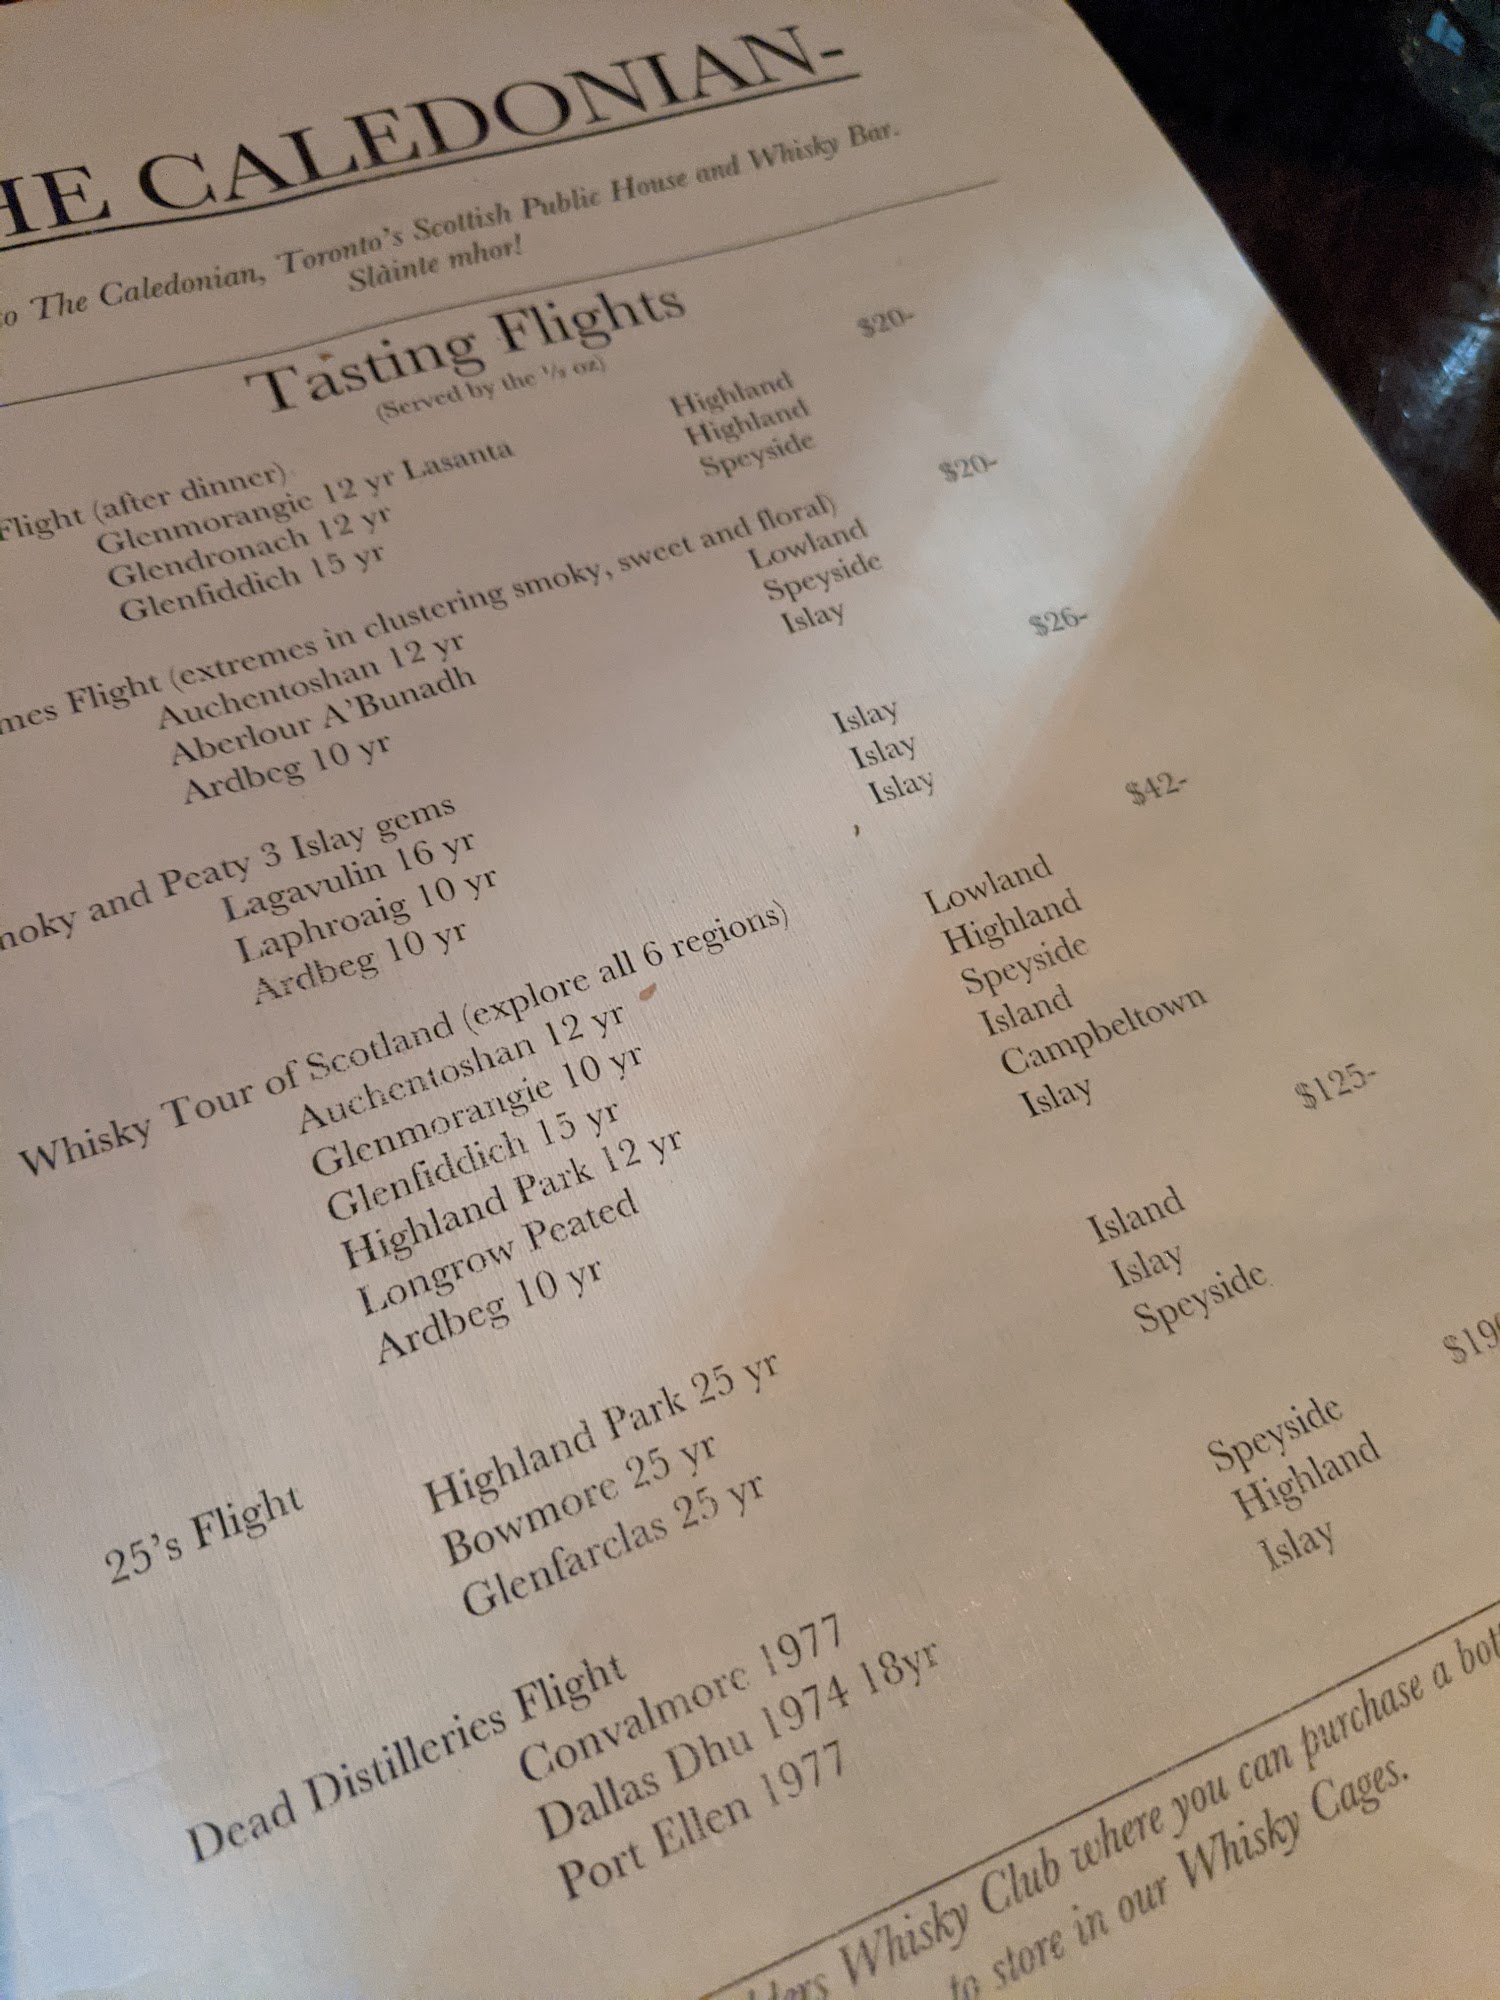 HE CALEDONIAN-
to The Caledonian, Toronto's Scottish Public House and Whisky Bar.
Slàinte mhor!
Tasting Flights
(Served by the oz)
Flight (after dinner) $20-
Glenmorangie 12 yr Lasanta Highland
Glendronach 12 yr Highland
Glenfiddich 15 yr Speyside
mes Flight (extremes in clustering smoky, sweet and floral) $20-
Auchentoshan 12 yr Lowland
Aberlour A'Bunadh Speyside
Ardbeg 10 yr Islay
moky and Peaty 3 Islay gems $26-
Lagavulin 16 yr Islay
Laphroaig 10 yr Islay
Ardbeg 10 yr Islay
Whisky Tour of Scotland (explore all 6 regions) $42-
Auchentoshan 12 yr Lowland
Glenmorangie 10 yr Highland
Glenfiddich 15 yr Speyside
Highland Park 12 yr Island
Longrow Peated Campbeltown
Ardbeg 10 yr Islay
25's Flight $125-
Highland Park 25 yr Island
Bowmore 25 yr Islay
Glenfarclas 25 yr Speyside
Dead Distilleries Flight $19
Convalmore 1977 Speyside
Dallas Dhu 1974 18yr Highland
Port Ellen 1977 Islay
ders Whisky Club where you can purchase a bot
to store in our Whisky Cages.